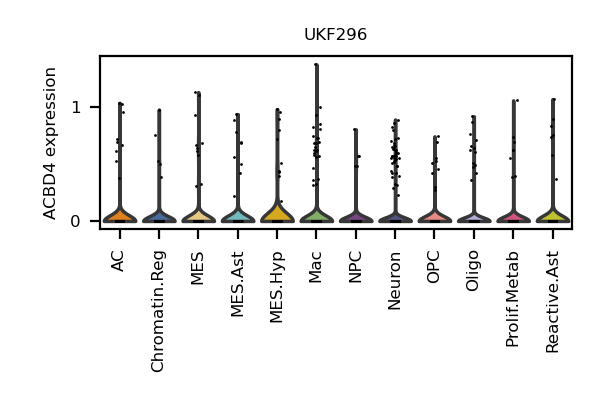 UKF296
ACBD4 expression
1
0
AC
Chromatin.Reg
MES
MES.Ast
MES.Hyp
Mac
NPC
Neuron
OPC
Oligo
Prolif.Metab
Reactive.Ast